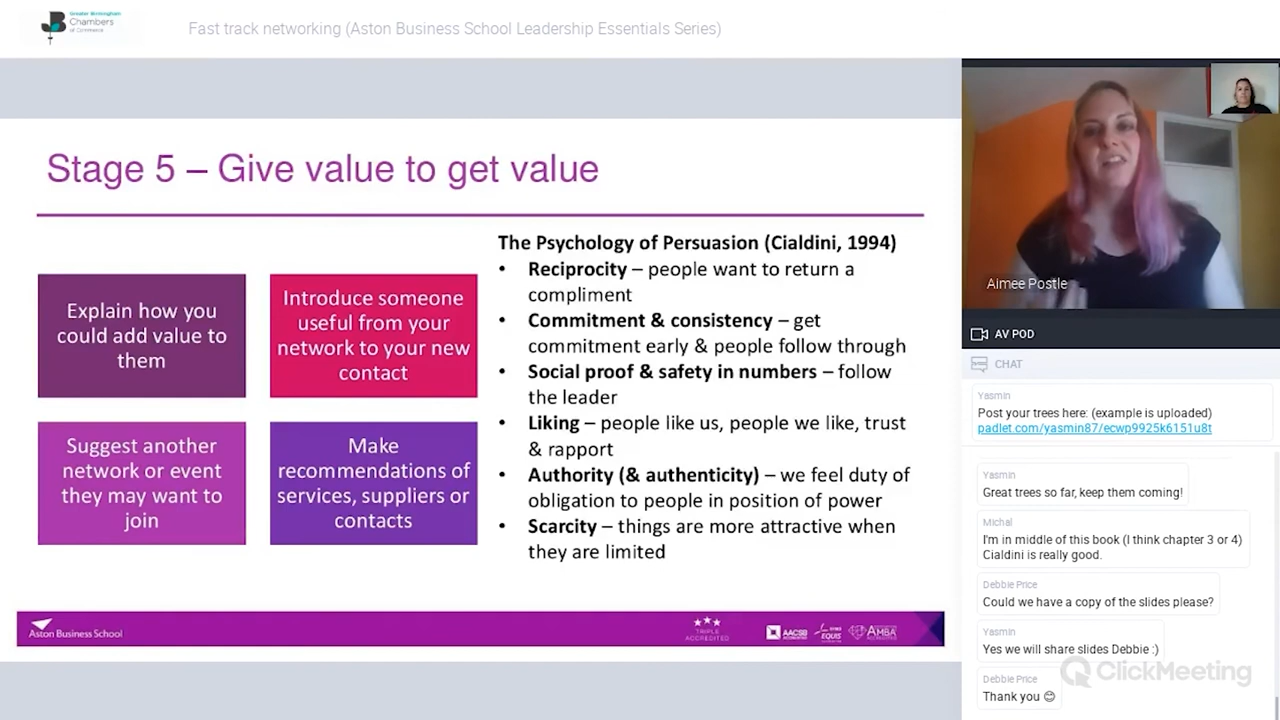 Greater Birmingham
Chambers
of Commerce
Fast track networking (Aston Business School Leadership Essentials Series)
Stage 5 – Give value to get value
Explain how you
could add value to
them
Introduce someone
useful from your
network to your new
contact
Suggest another
network or event
they may want to
join
Make
recommendations of
services, suppliers or
contacts
The Psychology of Persuasion (Cialdini, 1994)
• Reciprocity – people want to return a
compliment
• Commitment & consistency – get
commitment early & people follow through
• Social proof & safety in numbers – follow
the leader
• Liking – people like us, people we like, trust
& rapport
• Authority (& authenticity) – we feel duty of
obligation to people in position of power
• Scarcity – things are more attractive when
they are limited
Aston Business School
TRIPLE
ACCREDITED
AACSB
ACCREDITED
EQUIS
AMBA
Aimee Postle
AV POD
CHAT
Yasmin
Post your trees here: (example is uploaded)
padlet.com/yasmin87/ecwp9925k6151u8t
Yasmin
Great trees so far, keep them coming!
Michal
I'm in middle of this book (I think chapter 3 or 4)
Cialdini is really good.
Debbie Price
Could we have a copy of the slides please?
Yasmin
Yes we will share slides Debbie :)
Debbie Price
Thank you 😊
ClickMeeting